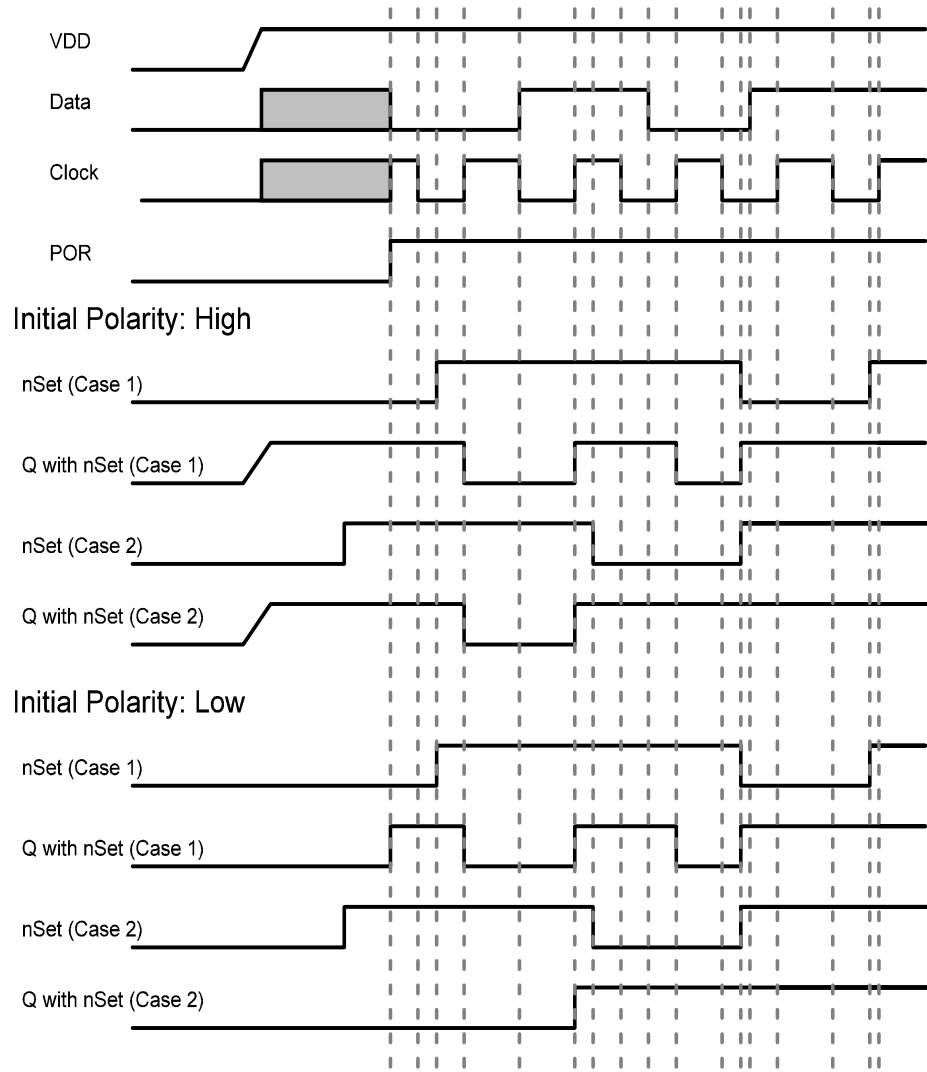 VDD
Data
Clock
POR
Initial Polarity: High
nSet (Case 1)
Q with nSet (Case 1)
nSet (Case 2)
Q with nSet (Case 2)
Initial Polarity: Low
nSet (Case 1)
Q with nSet (Case 1)
nSet (Case 2)
Q with nSet (Case 2)